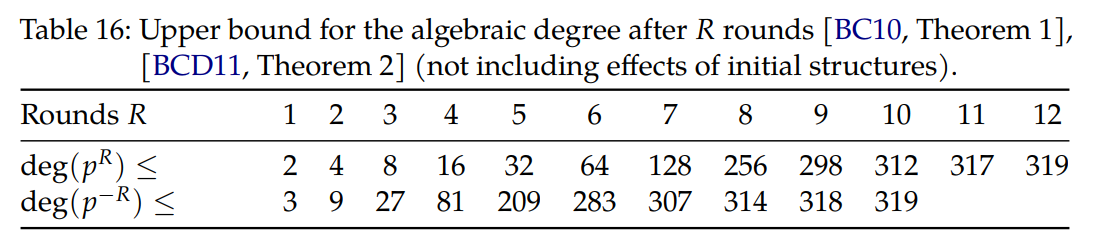 Table 16: Upper bound for the algebraic degree after R rounds [BC10, Theorem 1],
[BCD11, Theorem 2] (not including effects of initial structures).
Rounds R 1 2 3 4 5 6 7 8 9 10 11 12
deg(p^R) ≤ 2 4 8 16 32 64 128 256 298 312 317 319
deg(p^−R) ≤ 3 9 27 81 209 283 307 314 318 319